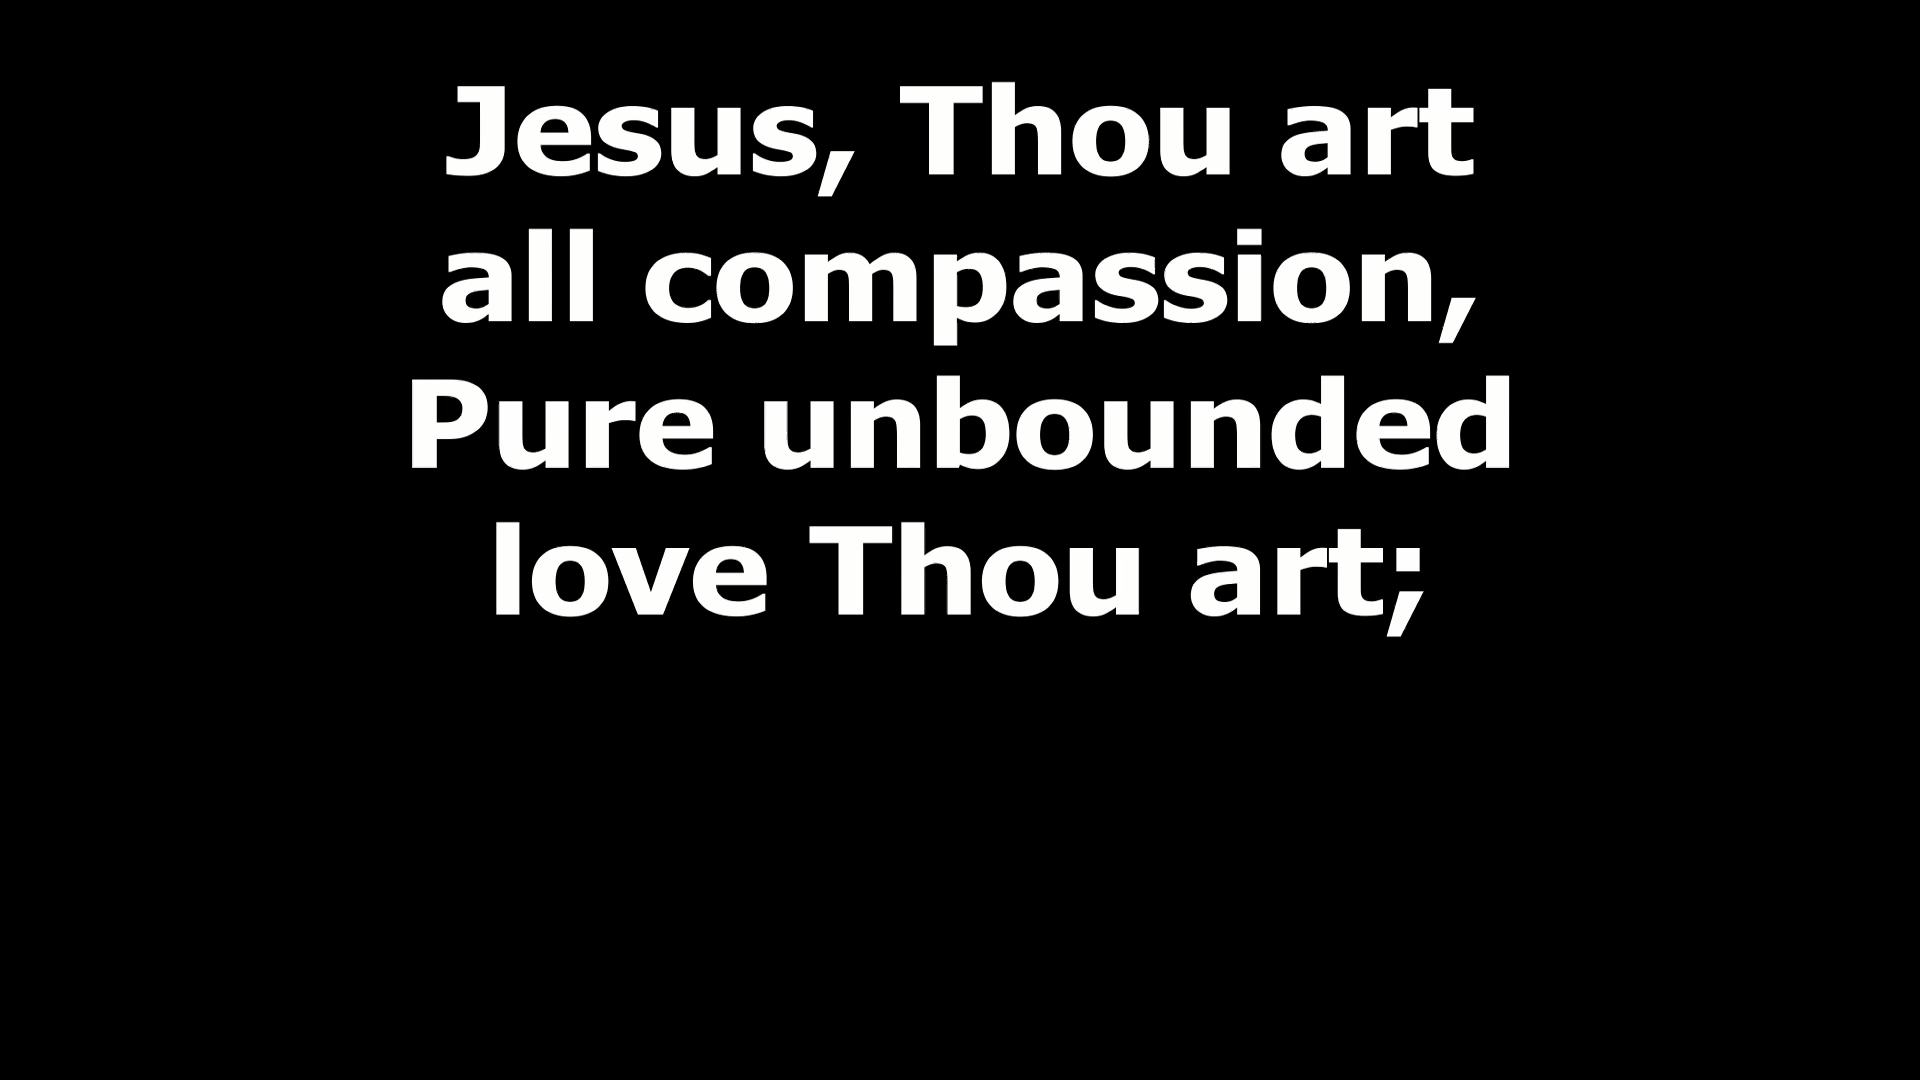 Jesus, Thou art
all compassion,
Pure unbounded
love Thou art;